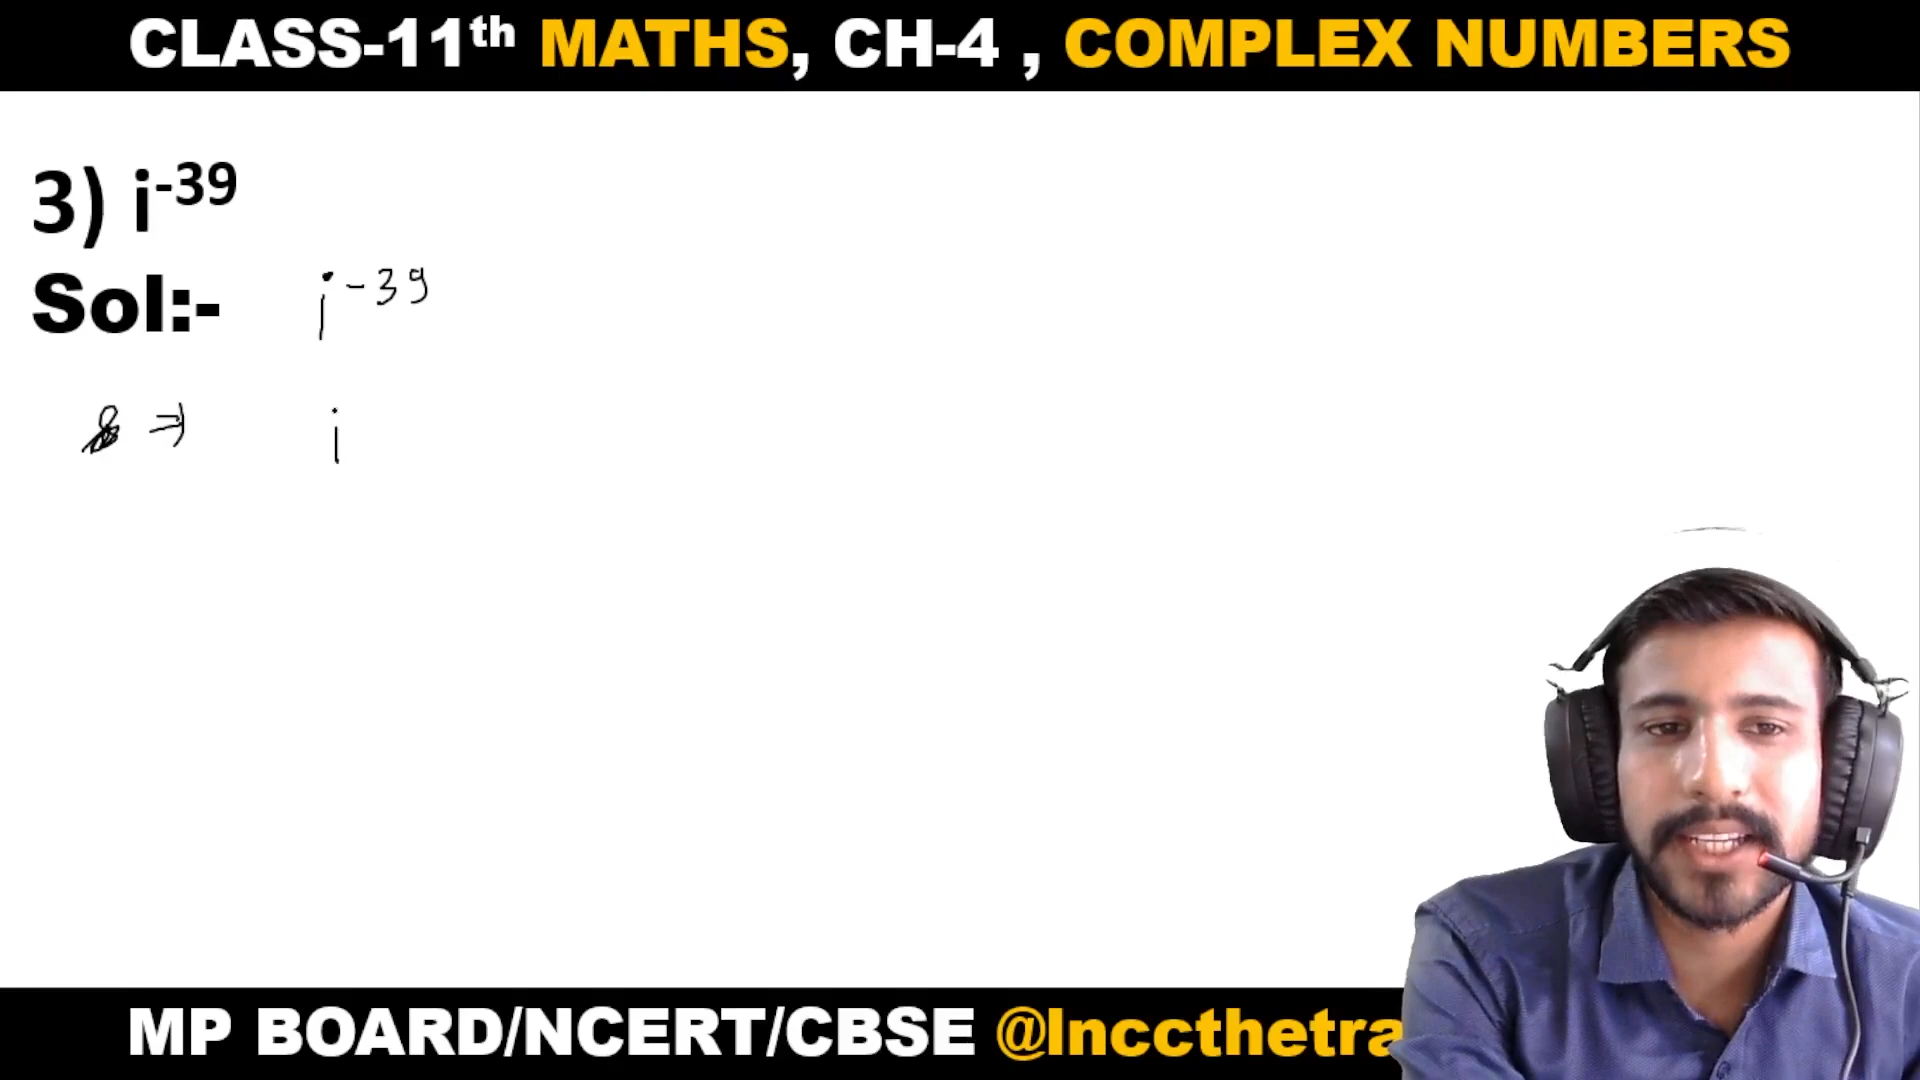 CLASS-11th MATHS, CH-4 , COMPLEX NUMBERS
3) i-39
Sol:- i-39
⇒ i
MP BOARD/NCERT/CBSE @Inccthetra